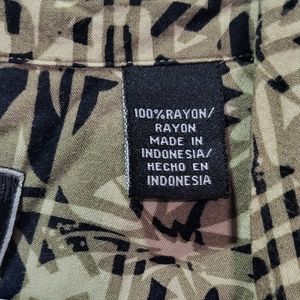 100%RAYON/
RAYON
MADE IN
INDONESIA/
HECHO EN
INDONESIA